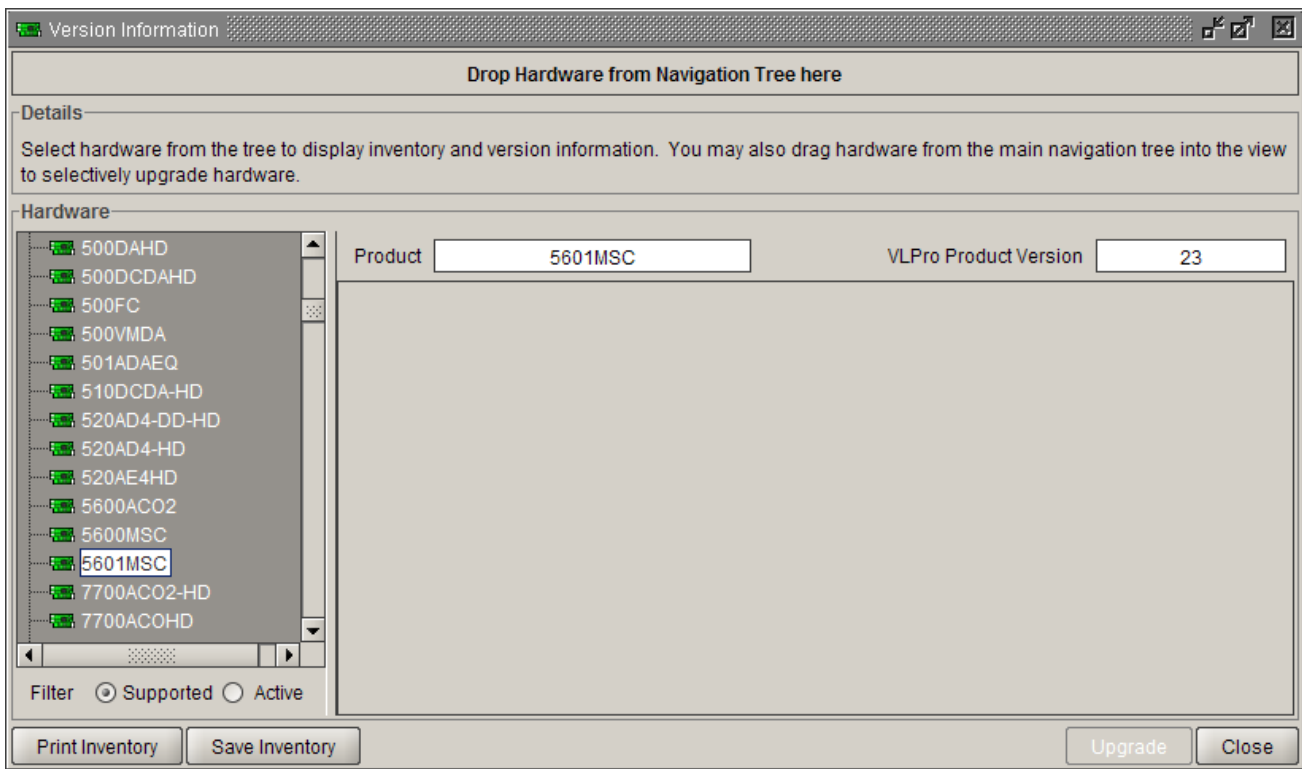 Version Information
Drop Hardware from Navigation Tree here
Details
Select hardware from the tree to display inventory and version information. You may also drag hardware from the main navigation tree into the view
to selectively upgrade hardware.
Hardware
500DAHD
500DCDAHD
500FC
500VMDA
501ADAEQ
510DCDA-HD
520AD4-DD-HD
520AD4-HD
520AE4HD
5600ACO2
5600MSC
5601MSC
7700ACO2-HD
7700ACOHD
Filter Supported Active
Product 5601MSC VLPro Product Version 23
Print Inventory Save Inventory Upgrade Close